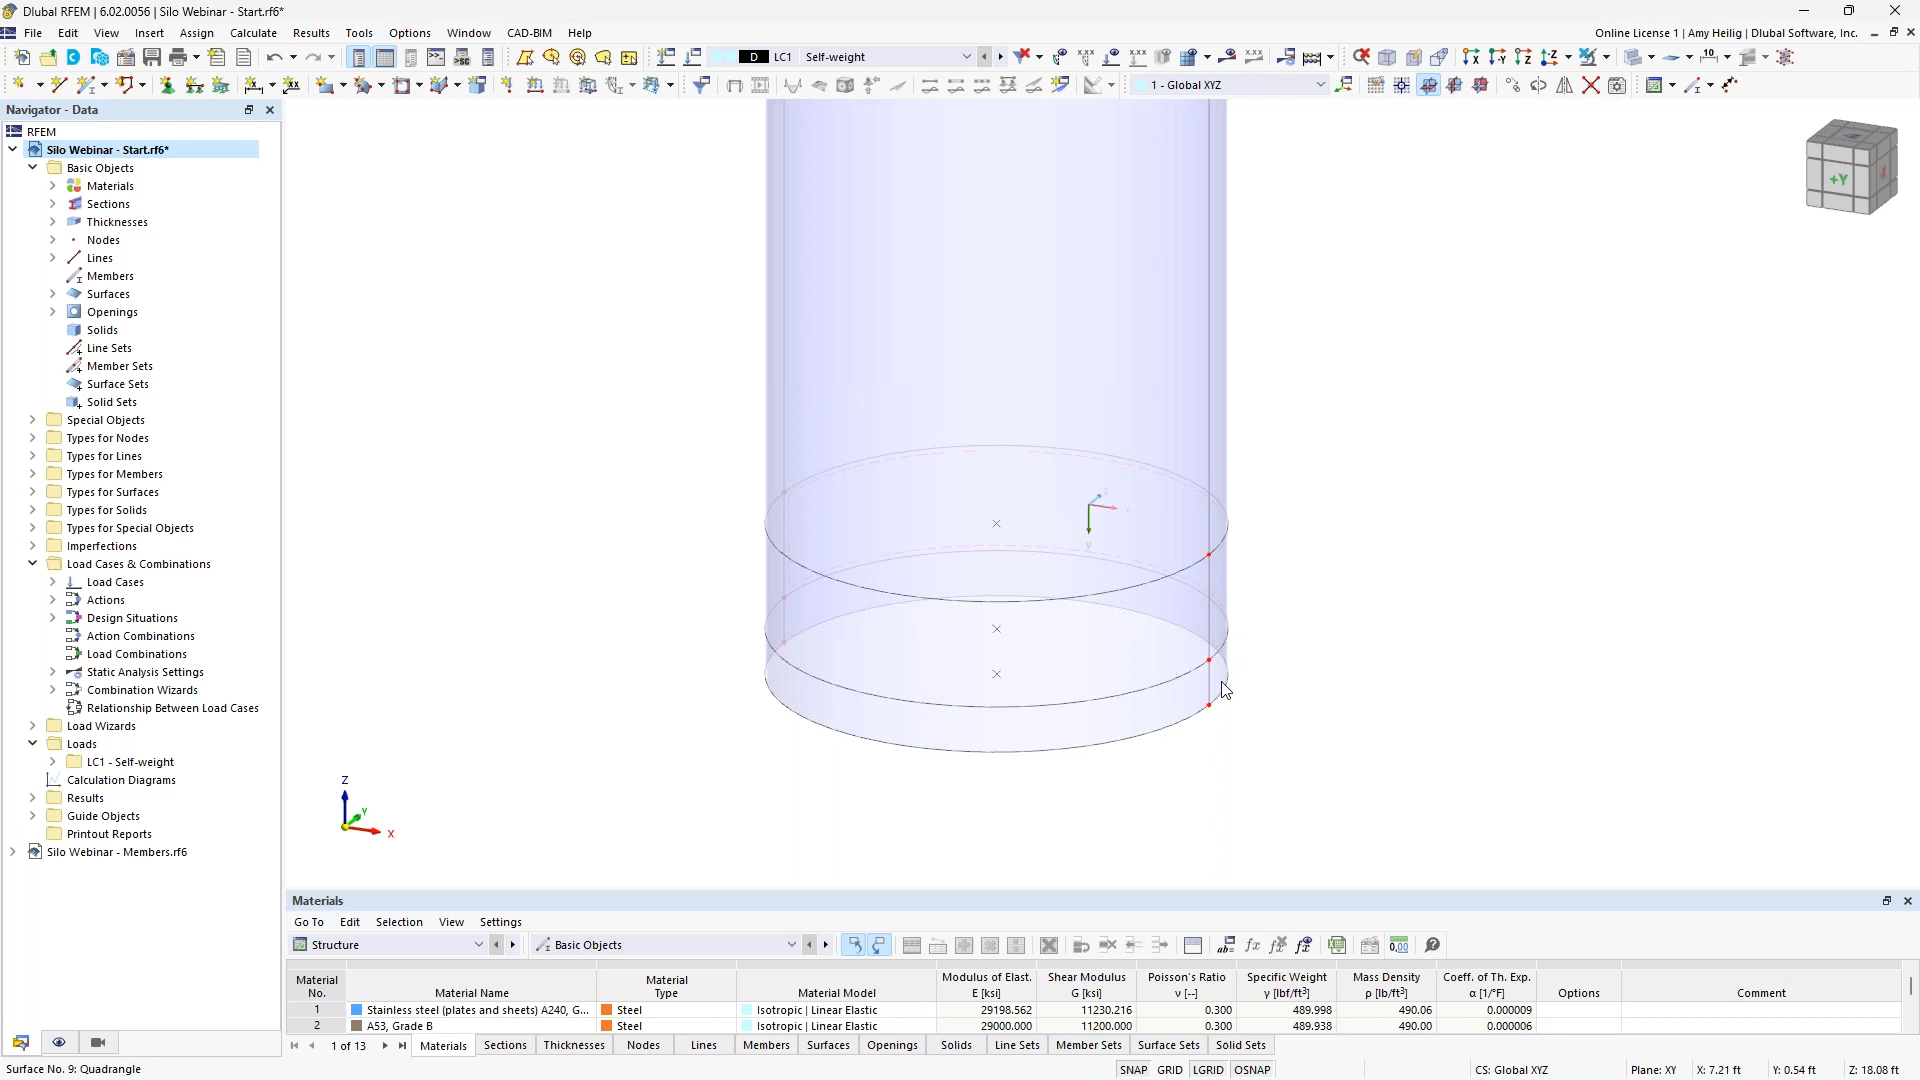 Dlubal RFEM | 6.02.0056 | Silo Webinar - Start.rf6*
File Edit View Insert Assign Calculate Results Tools Options Window CAD-BIM Help
Online License 1 | Amy Heilig | Dlubal Software, Inc.
D LC1 Self-weight
1 - Global XYZ
Navigator - Data
RFEM
Silo Webinar - Start.rf6*
Basic Objects
Materials
Sections
Thicknesses
Nodes
Lines
Members
Surfaces
Openings
Solids
Line Sets
Member Sets
Surface Sets
Solid Sets
Special Objects
Types for Nodes
Types for Lines
Types for Members
Types for Surfaces
Types for Solids
Types for Special Objects
Imperfections
Load Cases & Combinations
Load Cases
Actions
Design Situations
Action Combinations
Load Combinations
Static Analysis Settings
Combination Wizards
Relationship Between Load Cases
Load Wizards
Loads
LC1 - Self-weight
Calculation Diagrams
Results
Guide Objects
Printout Reports
Silo Webinar - Members.rf6
+Y
x
y
Z
Y
X
Materials
Go To Edit Selection View Settings
Structure
Basic Objects
Material No. Material Name Material Type Material Model Modulus of Elast. E [ksi] Shear Modulus G [ksi] Poisson's Ratio ν [--] Specific Weight γ [lbf/ft³] Mass Density ρ [lb/ft³] Coeff. of Th. Exp. α [1/°F] Options Comment
1 Stainless steel (plates and sheets) A240, G... Steel Isotropic | Linear Elastic 29198.562 11230.216 0.300 489.998 490.06 0.000009
2 A53, Grade B Steel Isotropic | Linear Elastic 29000.000 11200.000 0.300 489.938 490.00 0.000006
1 of 13 Materials Sections Thicknesses Nodes Lines Members Surfaces Openings Solids Line Sets Member Sets Surface Sets Solid Sets
Surface No. 9: Quadrangle
SNAP GRID LGRID OSNAP
CS: Global XYZ
Plane: XY
X: 7.21 ft
Y: 0.54 ft
Z: 18.08 ft